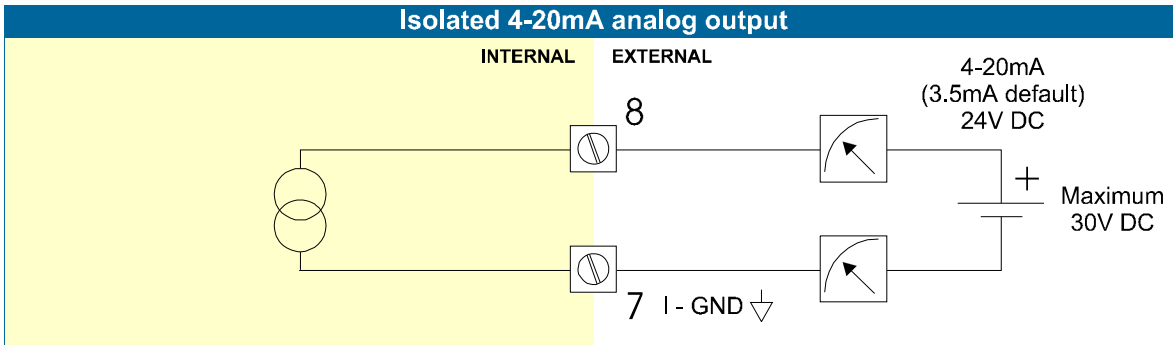 Isolated 4-20mA analog output
INTERNAL EXTERNAL
4-20mA
(3.5mA default)
24V DC
8
+
Maximum
30V DC
7 I - GND